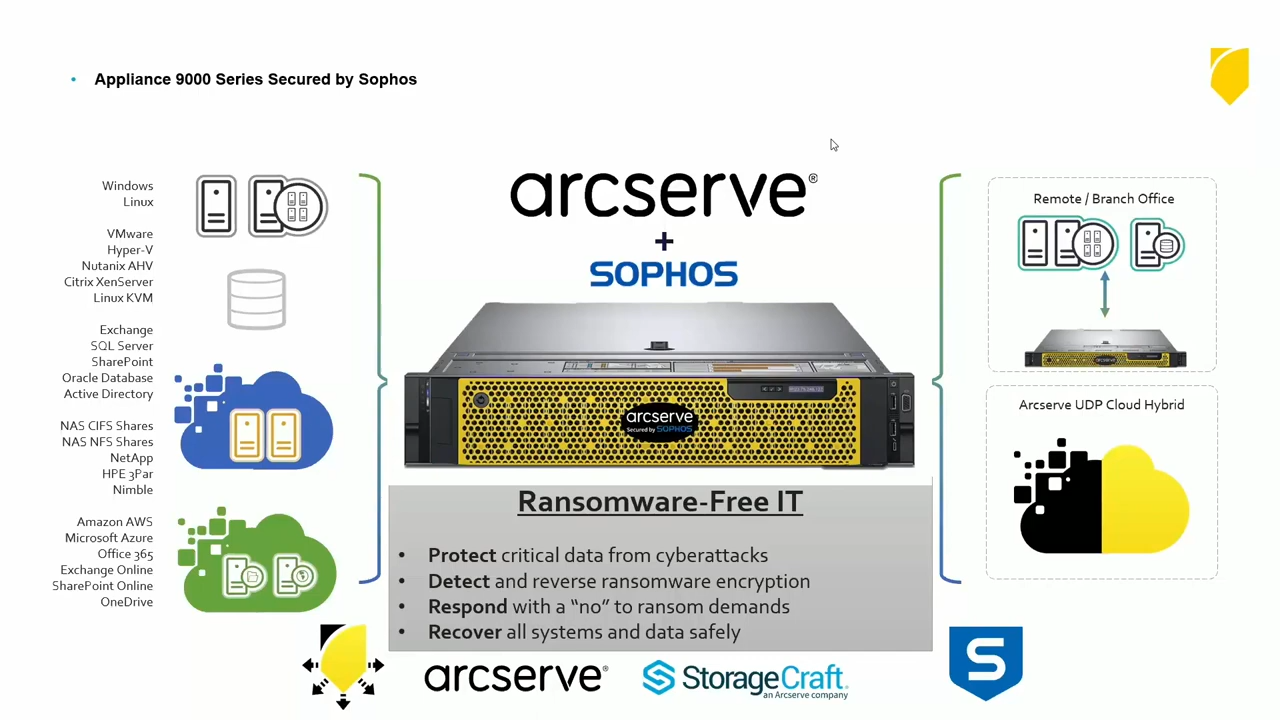 Appliance 9000 Series Secured by Sophos
Windows
Linux
VMware
Hyper-V
Nutanix AHV
Citrix XenServer
Linux KVM
Exchange
SQL Server
SharePoint
Oracle Database
Active Directory
NAS CIFS Shares
NAS NFS Shares
NetApp
HPE 3Par
Nimble
Amazon AWS
Microsoft Azure
Office 365
Exchange Online
SharePoint Online
OneDrive
arcserve®
+
SOPHOS
arcserve
Secured by SOPHOS
Ransomware-Free IT
• Protect critical data from cyberattacks
• Detect and reverse ransomware encryption
• Respond with a “no” to ransom demands
• Recover all systems and data safely
Remote / Branch Office
arcserve
Arcserve UDP Cloud Hybrid
arcserve®
StorageCraft
an Arcserve company
S